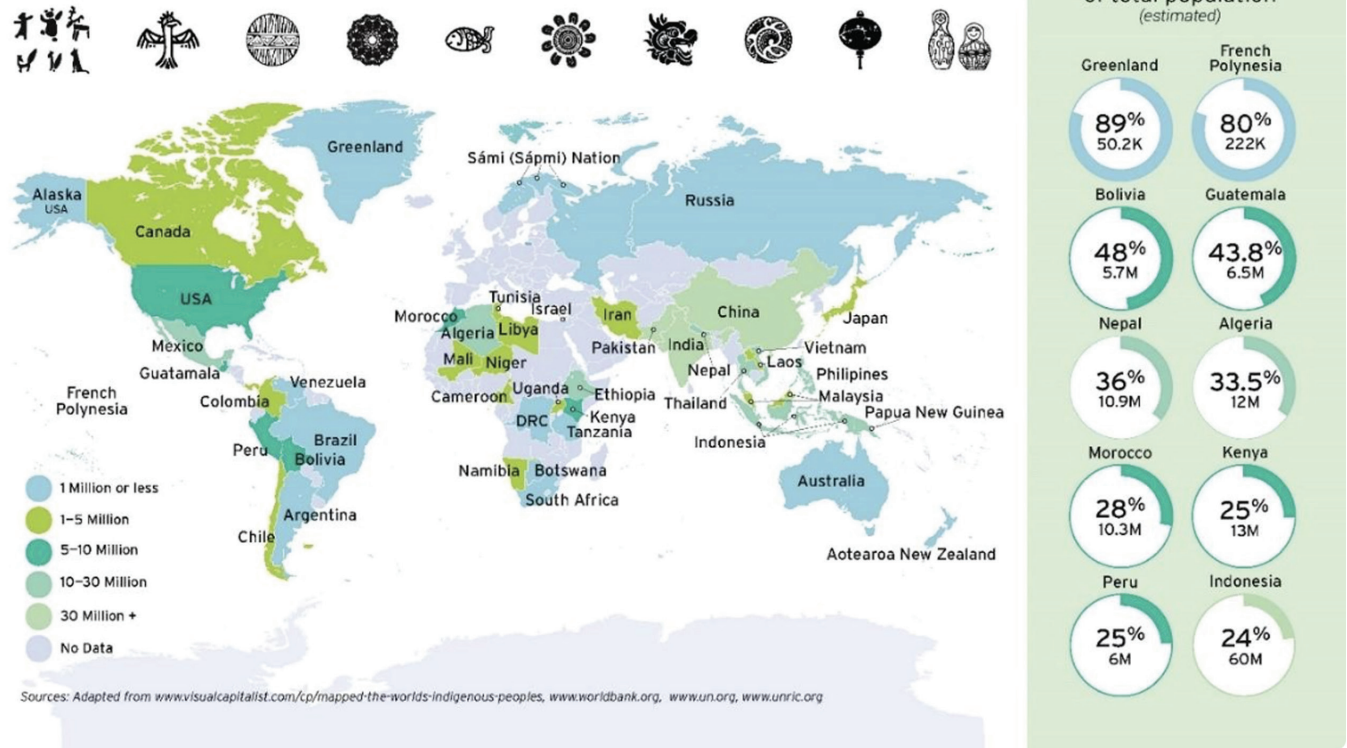 of total population
(estimated)
Greenland
89%
50.2K
French
Polynesia
80%
222K
Bolivia
48%
5.7M
Guatemala
43.8%
6.5M
Nepal
36%
10.9M
Algeria
33.5%
12M
Morocco
28%
10.3M
Kenya
25%
13M
Peru
25%
6M
Indonesia
24%
60M
Greenland
Sámi (Sápmi) Nation
Alaska
USA
Russia
Canada
USA
Tunisia
Israel
Morocco
Algeria
Libya
Iran
China
Japan
Mexico
Pakistan
India
Vietnam
Mali
Niger
Nepal
Laos
Guatamala
Philipines
Venezuela
Uganda
Ethiopia
French
Polynesia
Colombia
Cameroon
Thailand
Malaysia
Papua New Guinea
DRC
Kenya
Tanzania
Indonesia
Brazil
Peru
Bolivia
Namibia
Botswana
Australia
South Africa
Argentina
Chile
Aotearoa New Zealand
1 Million or less
1-5 Million
5-10 Million
10-30 Million
30 Million +
No Data
Sources: Adapted from www.visualcapitalist.com/cp/mapped-the-worlds-indigenous-peoples, www.worldbank.org, www.un.org, www.unric.org